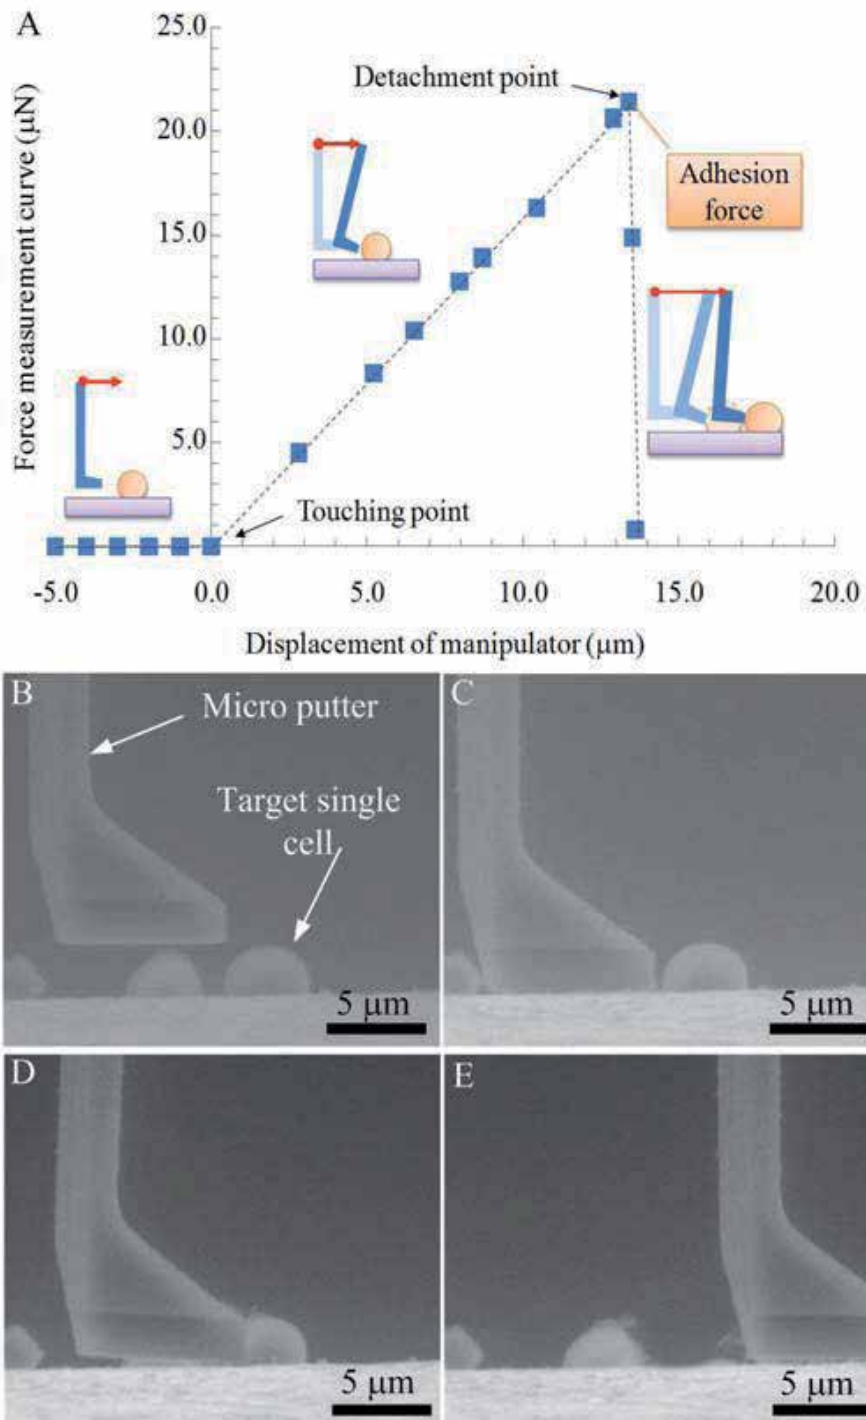 A
Force measurement curve (μN)
25.0
20.0
15.0
10.0
5.0
Detachment point
Adhesion
force
Touching point
-5.0 0.0 5.0 10.0 15.0 20.0
Displacement of manipulator (μm)
B
Micro putter
Target single
cell
5 μm
C
5 μm
D
5 μm
E
5 μm